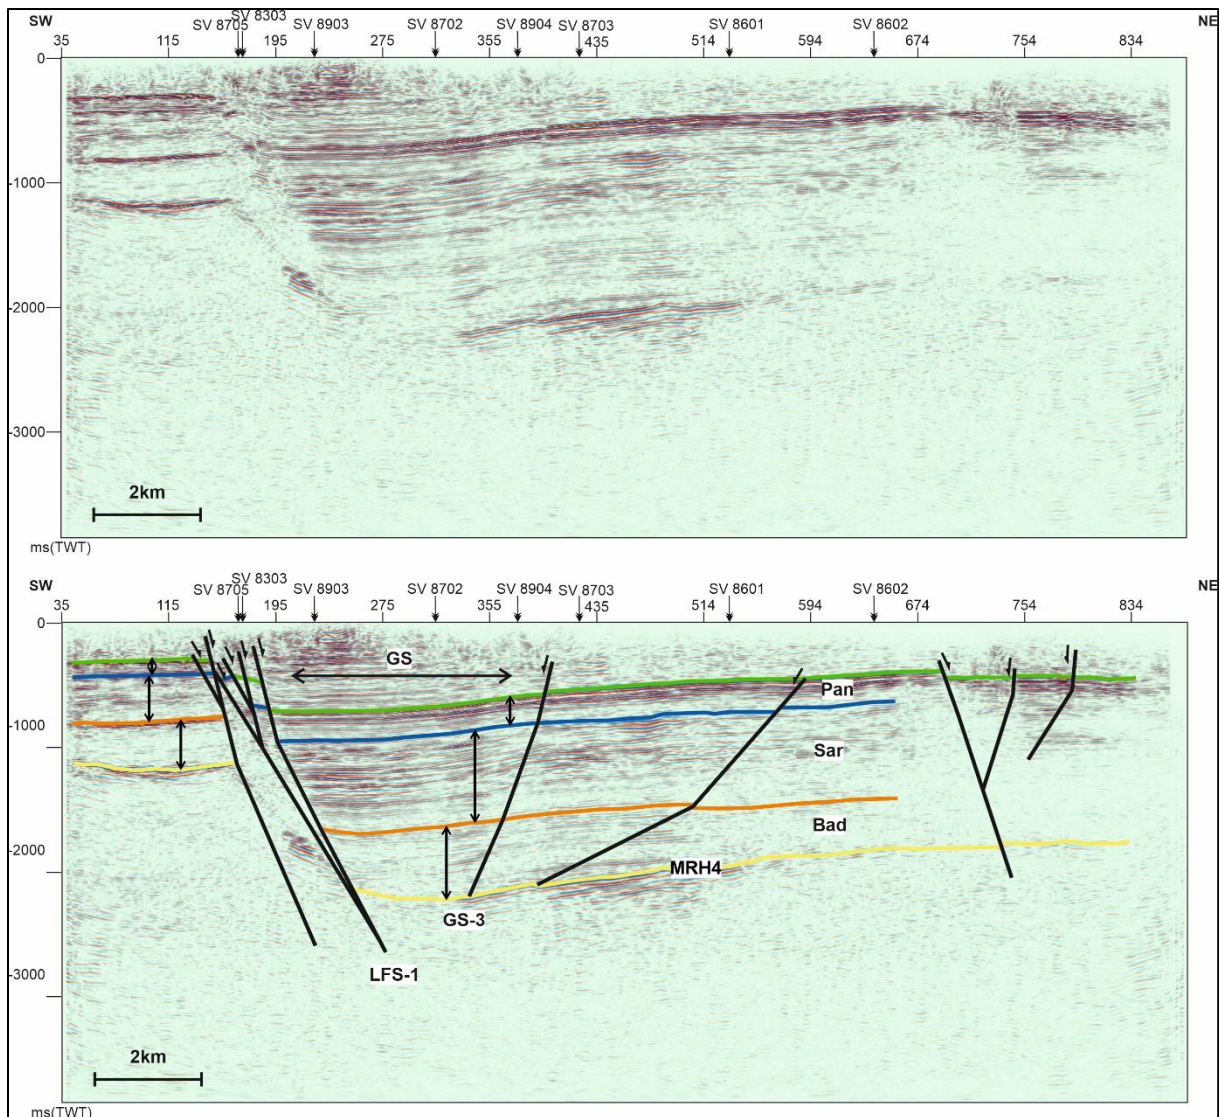 SV 8303
SW SV 8705 SV 8903 SV 8702 SV 8904 SV 8703 SV 8601 SV 8602 NE
35 115 195 275 355 435 514 594 674 754 834
0
-1000
-2000
-3000
2km
ms(TWT)
SV 8303
SW SV 8705 SV 8903 SV 8702 SV 8904 SV 8703 SV 8601 SV 8602 NE
35 115 195 275 355 435 514 594 674 754 834
0
GS
Pan
-1000
Sar
Bad
-2000
MRH4
GS-3
-3000
LFS-1
2km
ms(TWT)